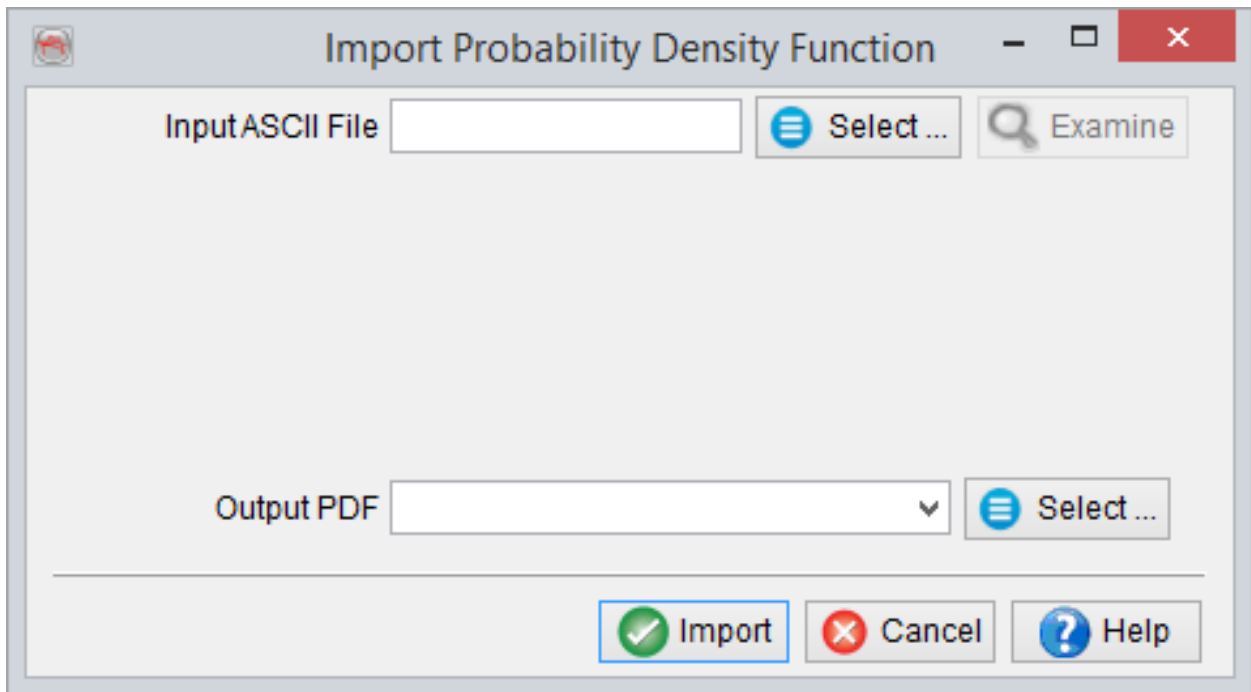 Import Probability Density Function
Input ASCII File Select ... Examine
Output PDF Select ...
Import Cancel Help